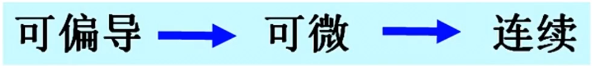 可偏导 → 可微 → 连续